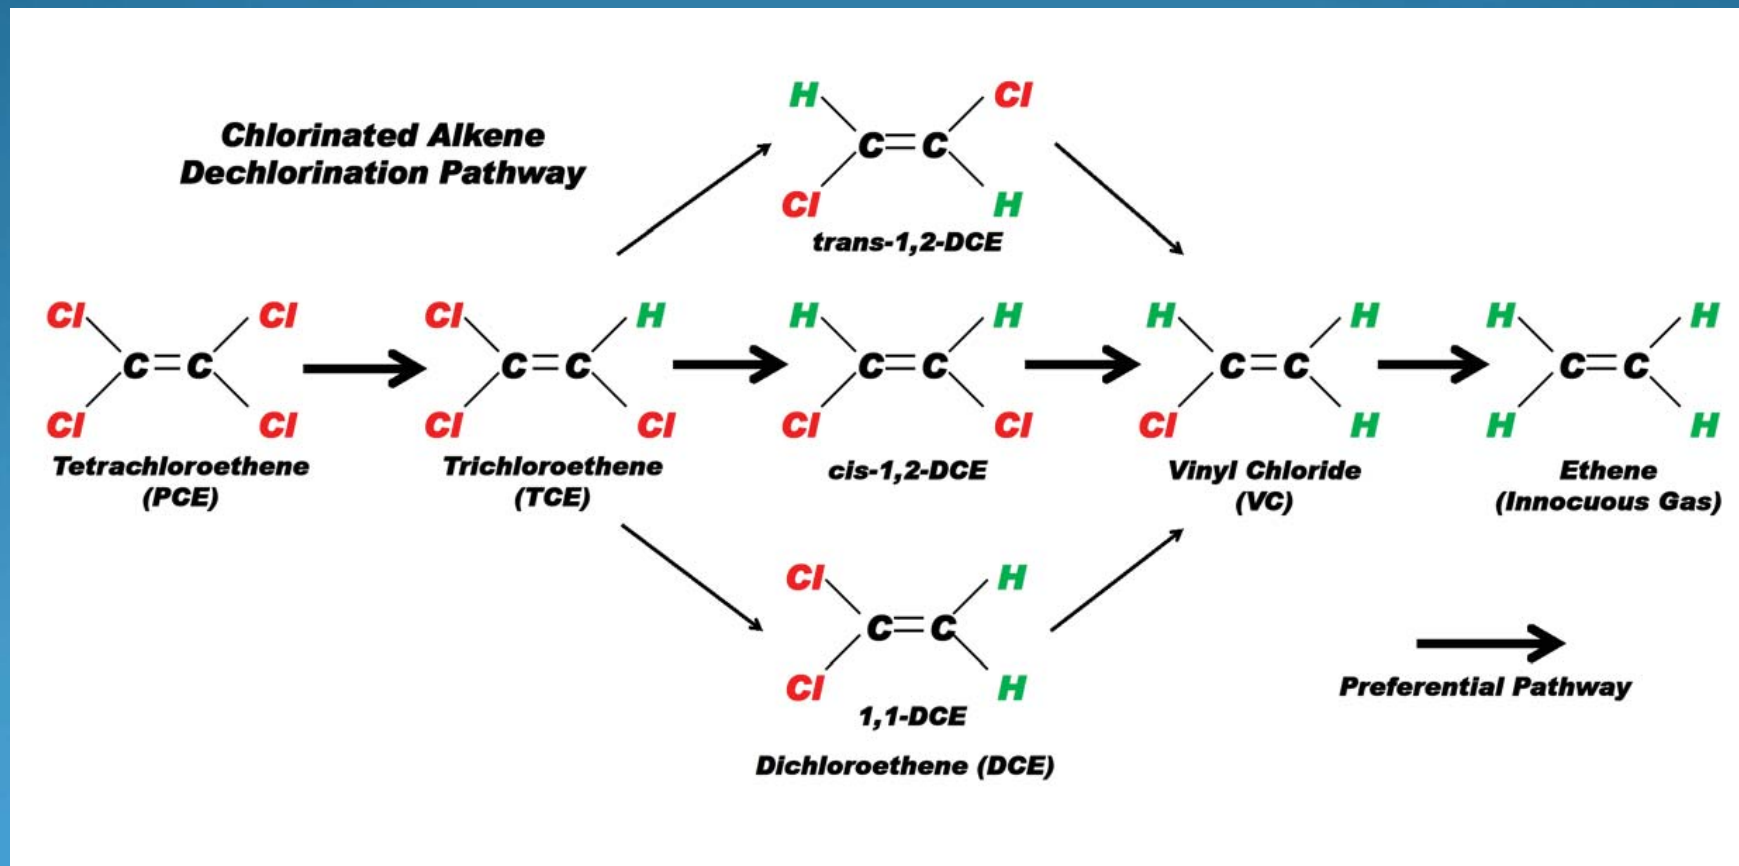 Chlorinated Alkene
Dechlorination Pathway
H Cl
C=C
Cl H
trans-1,2-DCE
Cl Cl
C=C
Cl Cl
Tetrachloroethene
(PCE)
Cl H
C=C
Cl Cl
Trichloroethene
(TCE)
H H
C=C
Cl Cl
cis-1,2-DCE
H H
C=C
Cl H
Vinyl Chloride
(VC)
H H
C=C
H H
Ethene
(Innocuous Gas)
Cl H
C=C
Cl H
1,1-DCE
Dichloroethene (DCE)
Preferential Pathway